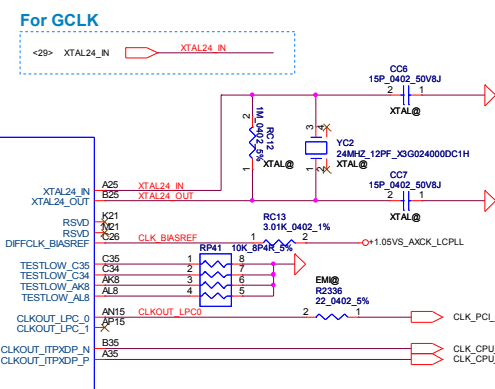 For GCLK
<29> XTAL24_IN XTAL24_IN
CC6
15P_0402_50V8J
2 1
XTAL@
2
1M_0402_5%
RC12
XTAL@
1
3 4
YC2
24MHZ_12PF_X3G024000DC1H
XTAL@
1 2
CC7
15P_0402_50V8J
2 1
XTAL@
XTAL24_IN A25 XTAL24_IN
XTAL24_OUT B25 XTAL24_OUT
RSVD K21
RSVD M21
DIFFCLK_BIASREF C26 CLK_BIASREF
RC13
3.01K_0402_1%
1 2
+1.05VS_AXCK_LCPLL
RP41 10K_8P4R_5%
TESTLOW_C35 C35 1 8
TESTLOW_C34 C34 2 7
TESTLOW_AK8 AK8 3 6
TESTLOW_AL8 AL8 4 5
EMI@
R2336
22_0402_5%
CLKOUT_LPC_0 AN15 CLKOUT_LPC0 2 1 CLK_PCI_
CLKOUT_LPC_1 AP15
CLKOUT_ITPXDP_N B35 CLK_CPU_
CLKOUT_ITPXDP_P A35 CLK_CPU_